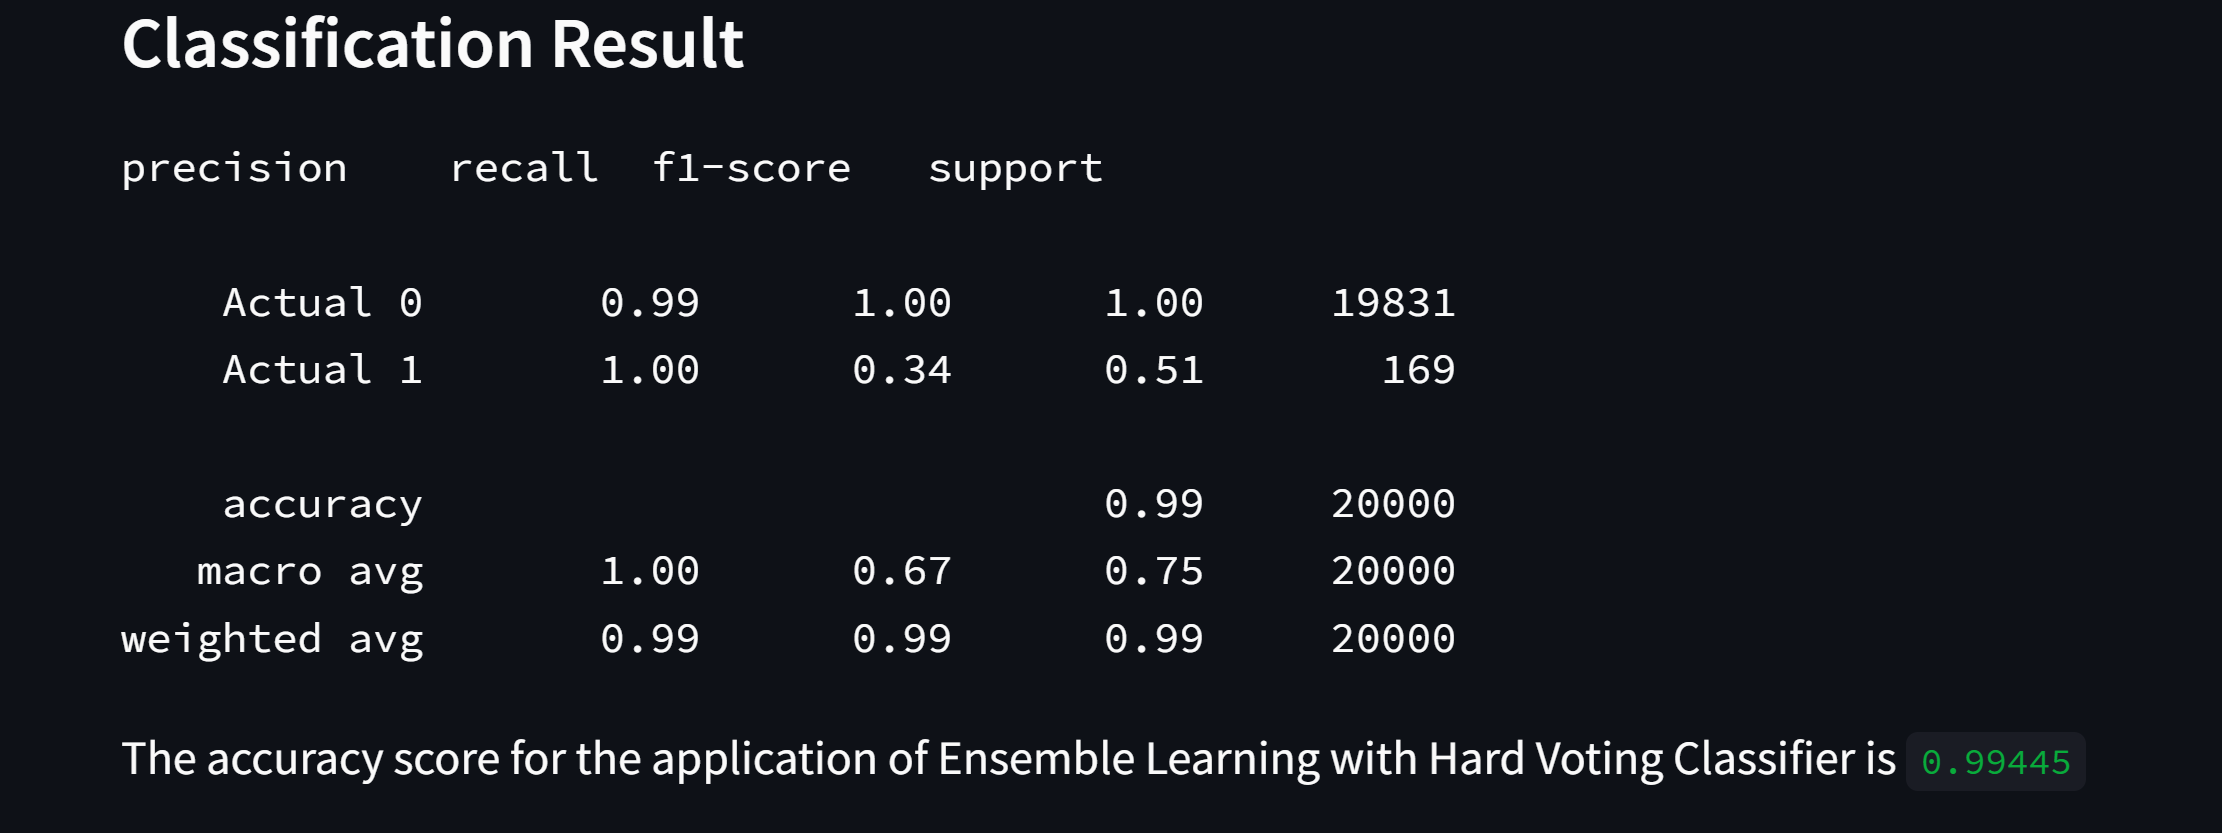 Classification Result
precision    recall  f1-score   support
Actual 0       0.99      1.00      1.00     19831
Actual 1       1.00      0.34      0.51       169
accuracy                           0.99     20000
macro avg       1.00      0.67      0.75     20000
weighted avg       0.99      0.99      0.99     20000
The accuracy score for the application of Ensemble Learning with Hard Voting Classifier is 0.99445